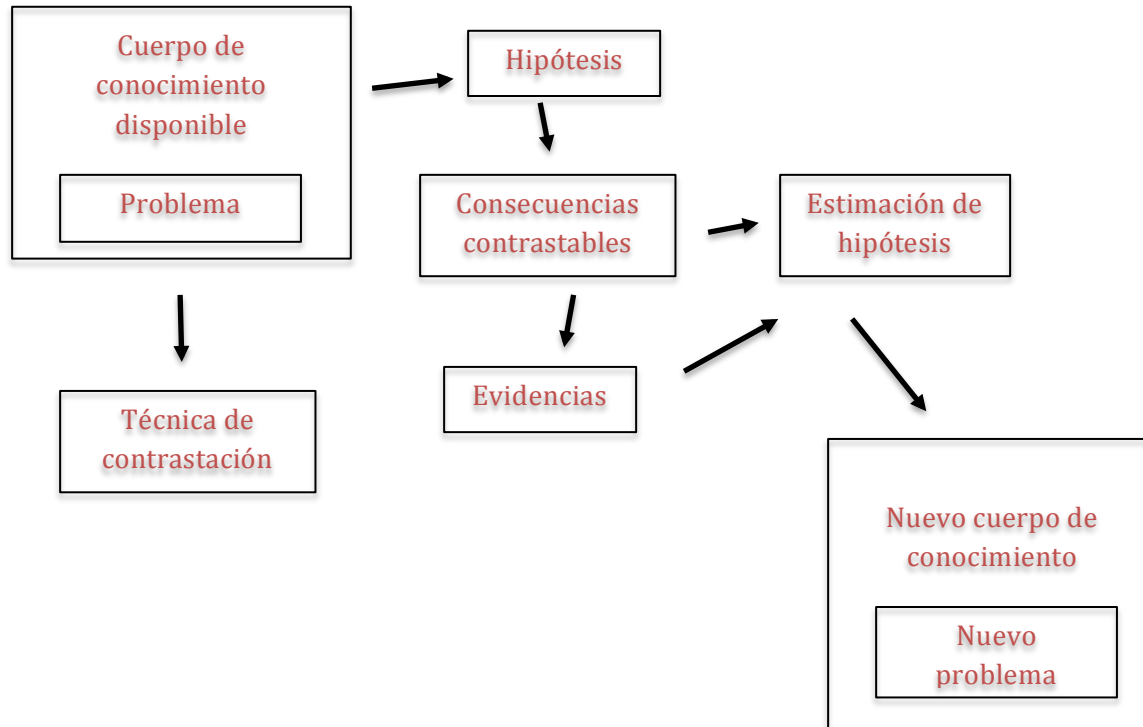 Cuerpo de
conocimiento
disponible
Problema
Hipótesis
Consecuencias
contrastables
Estimación de
hipótesis
Técnica de
contrastación
Evidencias
Nuevo cuerpo de
conocimiento
Nuevo
problema